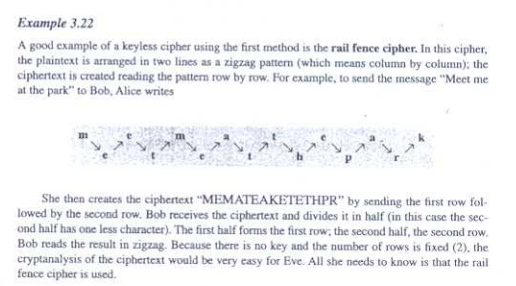 Example 3.22
A good example of a keyless cipher using the first method is the rail fence cipher. In this cipher,
the plaintext is arranged in two lines as a zigzag pattern (which means column by column); the
ciphertext is created reading the pattern row by row. For example, to send the message "Meet me
at the park" to Bob, Alice writes
m e m a t e a k
e t e t h p r
She then creates the ciphertext "MEMATEAKETETHPR" by sending the first row fol-
lowed by the second row. Bob receives the ciphertext and divides it in half (in this case the sec-
ond half has one less character). The first half forms the first row; the second half, the second row.
Bob reads the result in zigzag. Because there is no key and the number of rows is fixed (2), the
cryptanalysis of the ciphertext would be very easy for Eve. All she needs to know is that the rail
fence cipher is used.